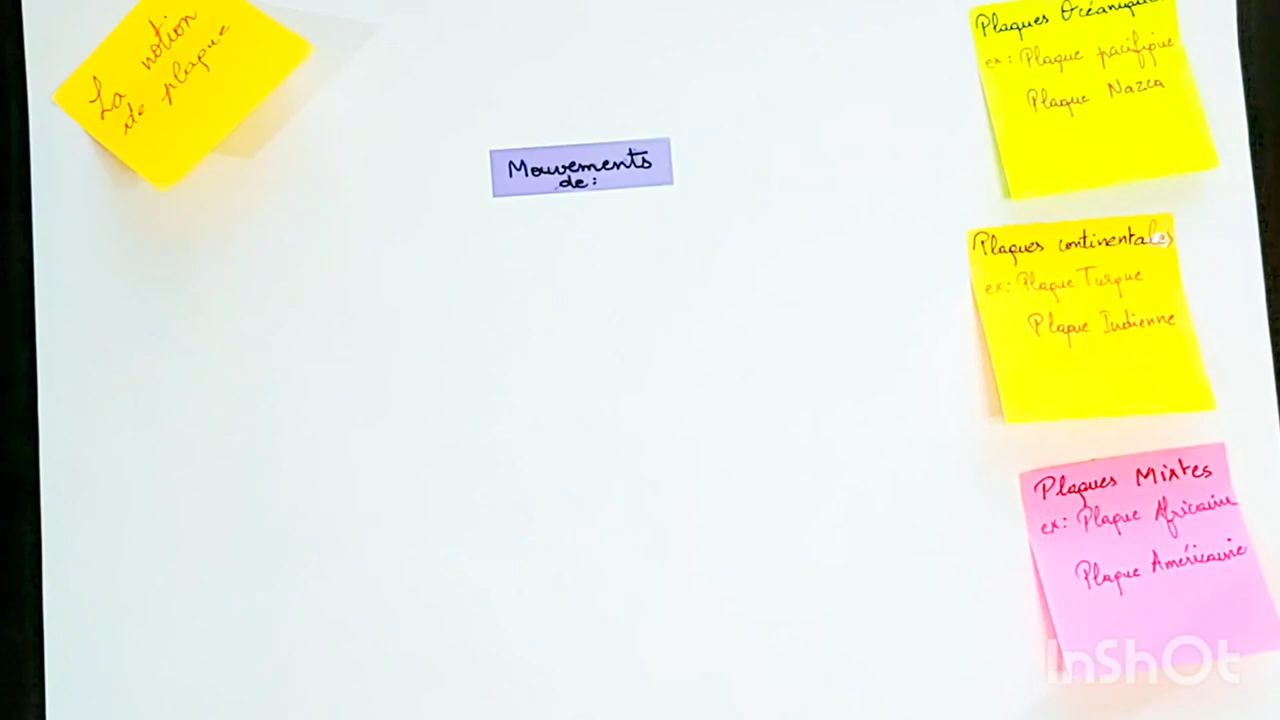 La notion
de plaque
Mouvements
de:
Plaques Océanique
ex: Plaque pacifique
Plaque Nazca
Plaques continentales
ex: Plaque Turque
Plaque Indienne
Plaques Mixtes
ex: Plaque Africaine
Plaque Américaine
InShOt